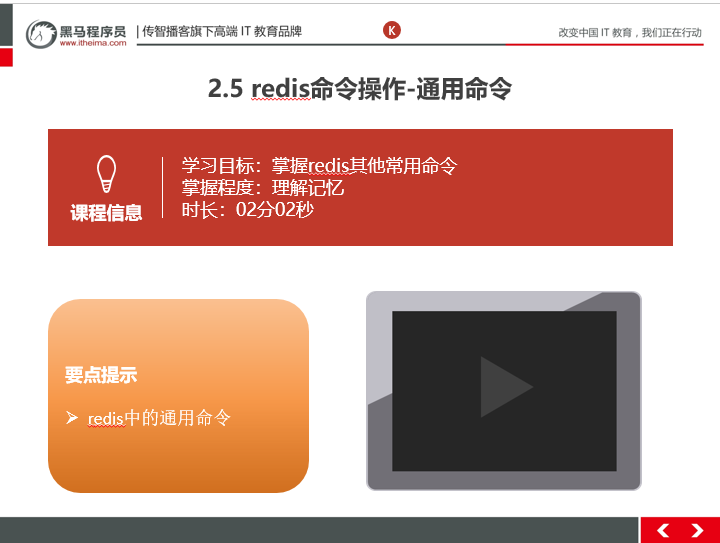 黑马程序员
www.itheima.com
传智播客旗下高端 IT 教育品牌
K
改变中国 IT 教育，我们正在行动
2.5 redis命令操作-通用命令
课程信息
学习目标：掌握redis其他常用命令
掌握程度：理解记忆
时长：02分02秒
要点提示
redis中的通用命令